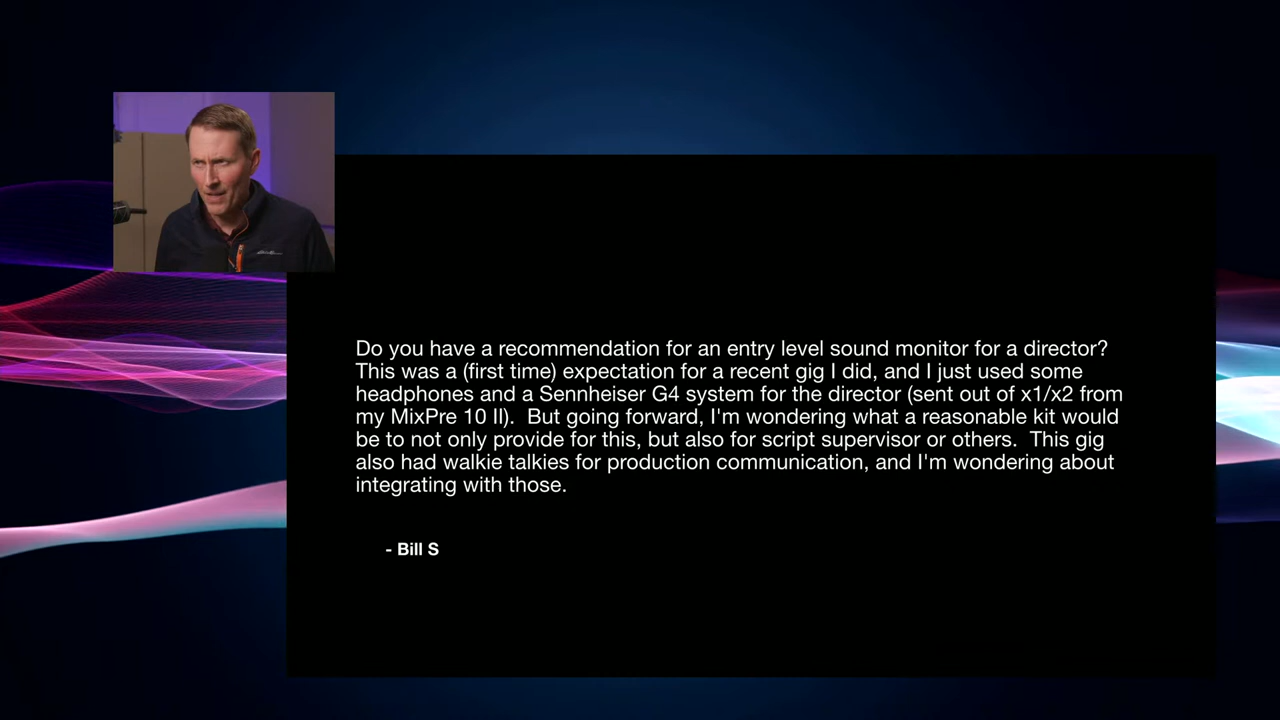 Do you have a recommendation for an entry level sound monitor for a director?
This was a (first time) expectation for a recent gig I did, and I just used some
headphones and a Sennheiser G4 system for the director (sent out of x1/x2 from
my MixPre 10 II).  But going forward, I'm wondering what a reasonable kit would
be to not only provide for this, but also for script supervisor or others.  This gig
also had walkie talkies for production communication, and I'm wondering about
integrating with those.
- Bill S